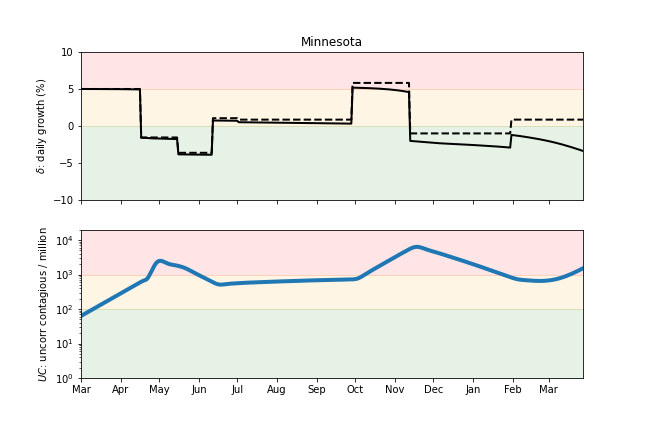 Minnesota
10
5
0
−5
−10
δ: daily growth (%)
10⁴
10³
10²
10¹
10⁰
UC: uncorr contagious / million
Mar Apr May Jun Jul Aug Sep Oct Nov Dec Jan Feb Mar